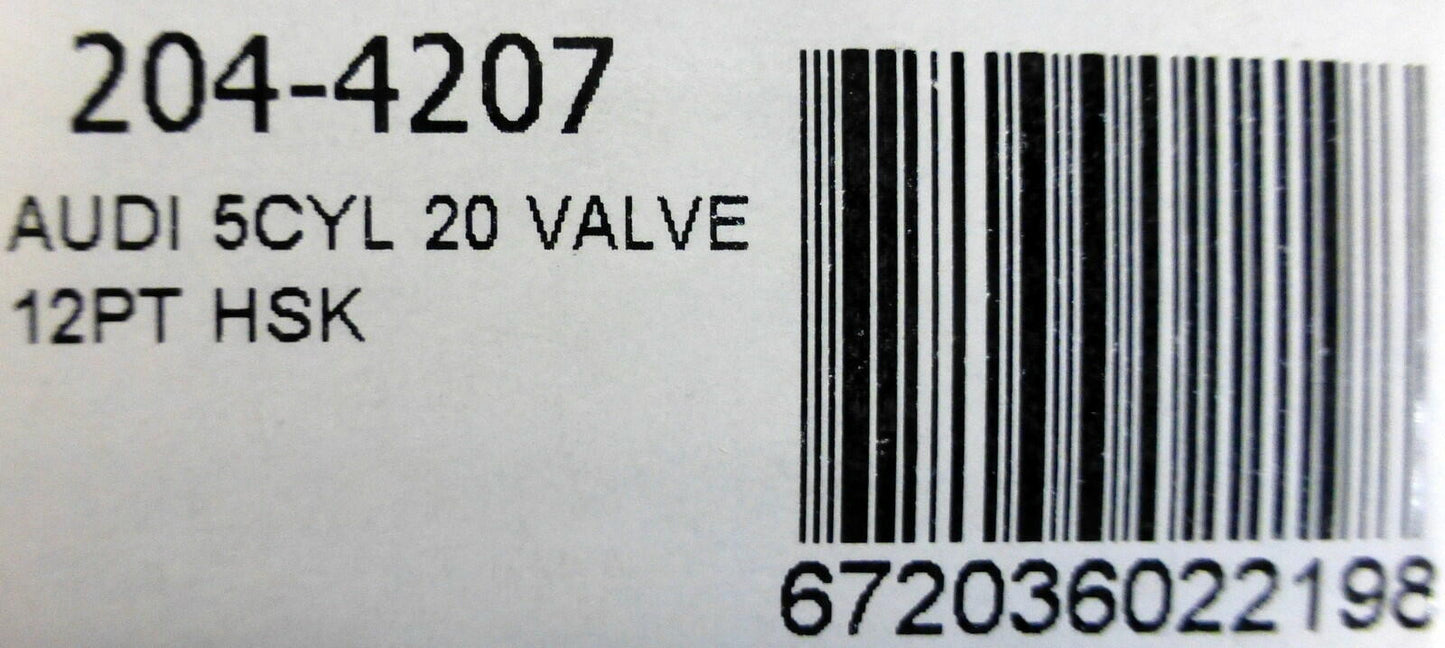 204-4207
AUDI 5CYL 20 VALVE
12PT HSK
672036022198